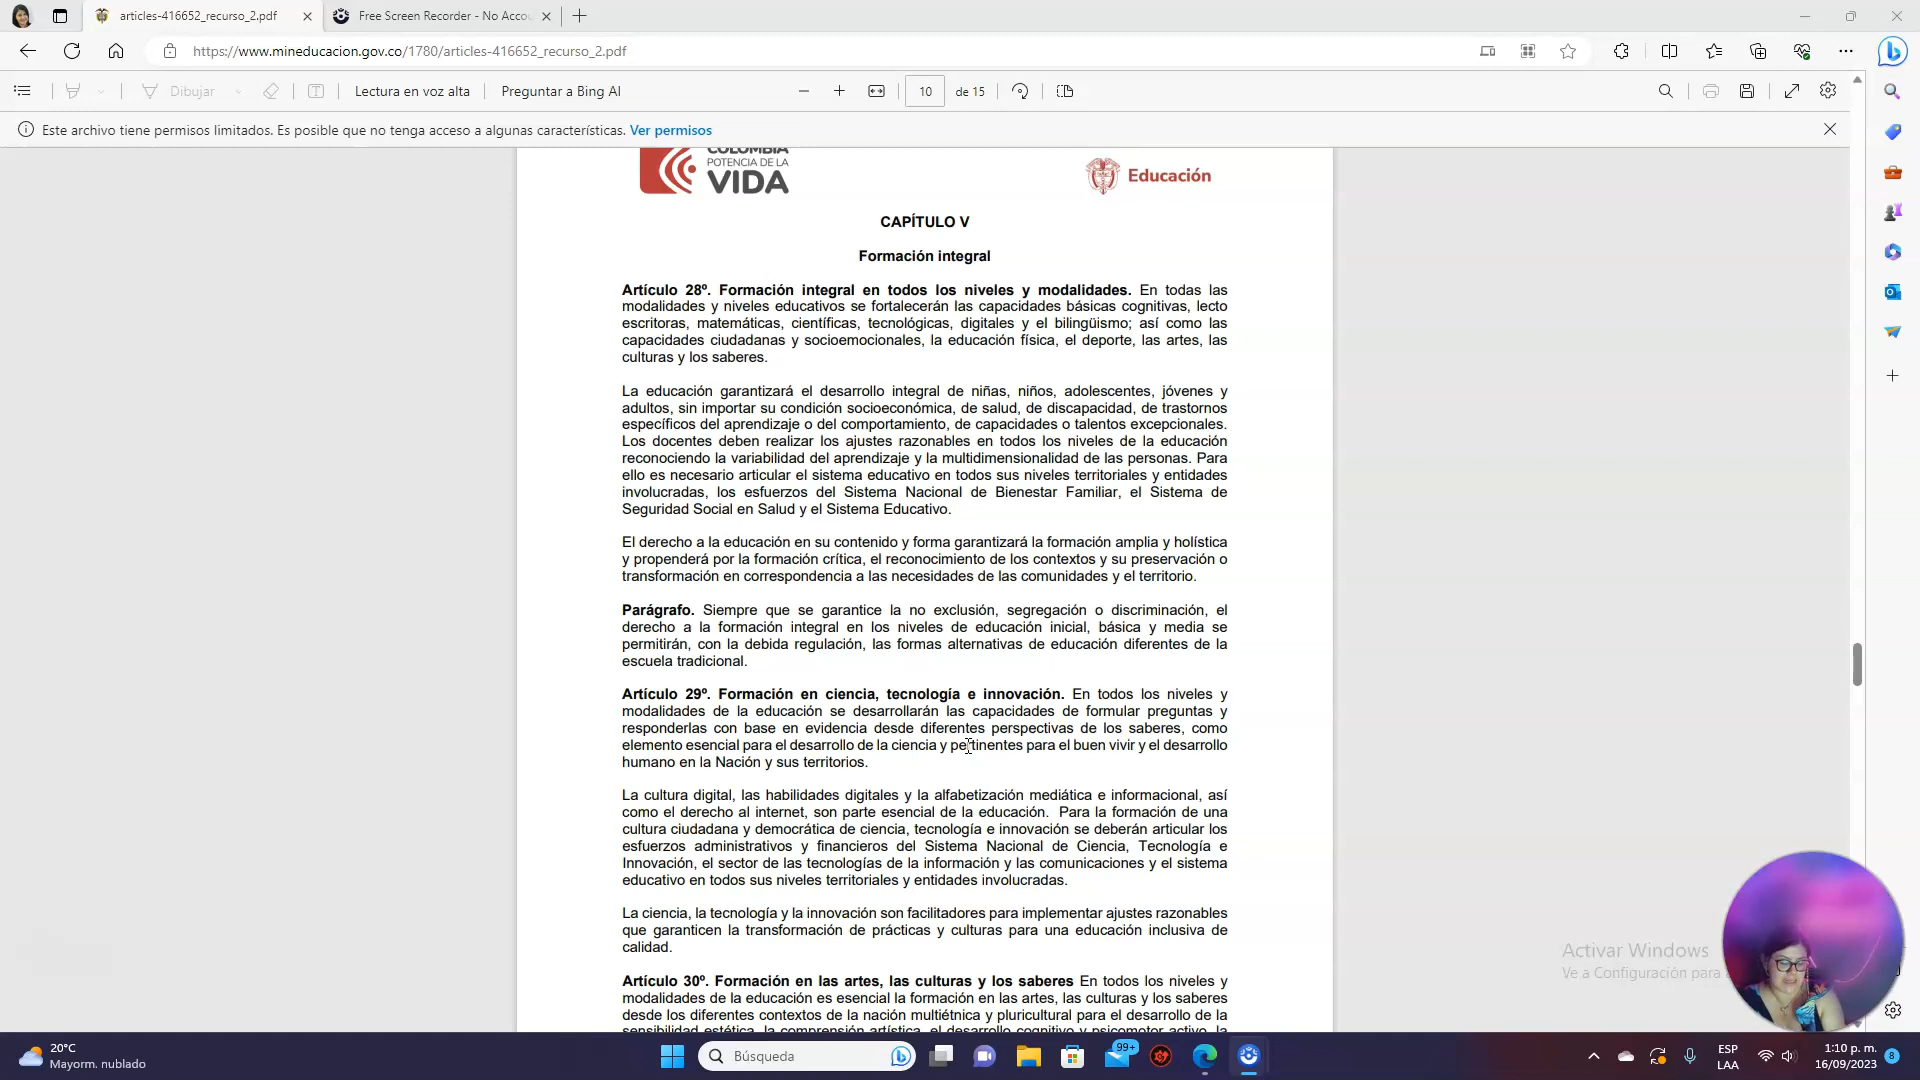 articles-416652_recurso_2.pdf
Free Screen Recorder - No Acco
https://www.mineducacion.gov.co/1780/articles-416652_recurso_2.pdf
Dibujar
Lectura en voz alta
Preguntar a Bing AI
10
de 15
Este archivo tiene permisos limitados. Es posible que no tenga acceso a algunas características. Ver permisos
COLOMBIA
POTENCIA DE LA
VIDA
Educación
CAPÍTULO V
Formación integral
Artículo 28º. Formación integral en todos los niveles y modalidades. En todas las
modalidades y niveles educativos se fortalecerán las capacidades básicas cognitivas, lecto
escritoras, matemáticas, científicas, tecnológicas, digitales y el bilingüismo; así como las
capacidades ciudadanas y socioemocionales, la educación física, el deporte, las artes, las
culturas y los saberes.
La educación garantizará el desarrollo integral de niñas, niños, adolescentes, jóvenes y
adultos, sin importar su condición socioeconómica, de salud, de discapacidad, de trastornos
específicos del aprendizaje o del comportamiento, de capacidades o talentos excepcionales.
Los docentes deben realizar los ajustes razonables en todos los niveles de la educación
reconociendo la variabilidad del aprendizaje y la multidimensionalidad de las personas. Para
ello es necesario articular el sistema educativo en todos sus niveles territoriales y entidades
involucradas, los esfuerzos del Sistema Nacional de Bienestar Familiar, el Sistema de
Seguridad Social en Salud y el Sistema Educativo.
El derecho a la educación en su contenido y forma garantizará la formación amplia y holística
y propenderá por la formación crítica, el reconocimiento de los contextos y su preservación o
transformación en correspondencia a las necesidades de las comunidades y el territorio.
Parágrafo. Siempre que se garantice la no exclusión, segregación o discriminación, el
derecho a la formación integral en los niveles de educación inicial, básica y media se
permitirán, con la debida regulación, las formas alternativas de educación diferentes de la
escuela tradicional.
Artículo 29º. Formación en ciencia, tecnología e innovación. En todos los niveles y
modalidades de la educación se desarrollarán las capacidades de formular preguntas y
responderlas con base en evidencia desde diferentes perspectivas de los saberes, como
elemento esencial para el desarrollo de la ciencia y pertinentes para el buen vivir y el desarrollo
humano en la Nación y sus territorios.
La cultura digital, las habilidades digitales y la alfabetización mediática e informacional, así
como el derecho al internet, son parte esencial de la educación. Para la formación de una
cultura ciudadana y democrática de ciencia, tecnología e innovación se deberán articular los
esfuerzos administrativos y financieros del Sistema Nacional de Ciencia, Tecnología e
Innovación, el sector de las tecnologías de la información y las comunicaciones y el sistema
educativo en todos sus niveles territoriales y entidades involucradas.
La ciencia, la tecnología y la innovación son facilitadores para implementar ajustes razonables
que garanticen la transformación de prácticas y culturas para una educación inclusiva de
calidad.
Artículo 30º. Formación en las artes, las culturas y los saberes En todos los niveles y
modalidades de la educación es esencial la formación en las artes, las culturas y los saberes
desde los diferentes contextos de la nación multiétnica y pluricultural para el desarrollo de la
sensibilidad estética, la comprensión artística, el desarrollo cognitivo y psicomotor activo, la
Activar Windows
Ve a Configuración para
20°C
Mayorm. nublado
Búsqueda
99+
ESP
LAA
1:10 p. m.
16/09/2023
8